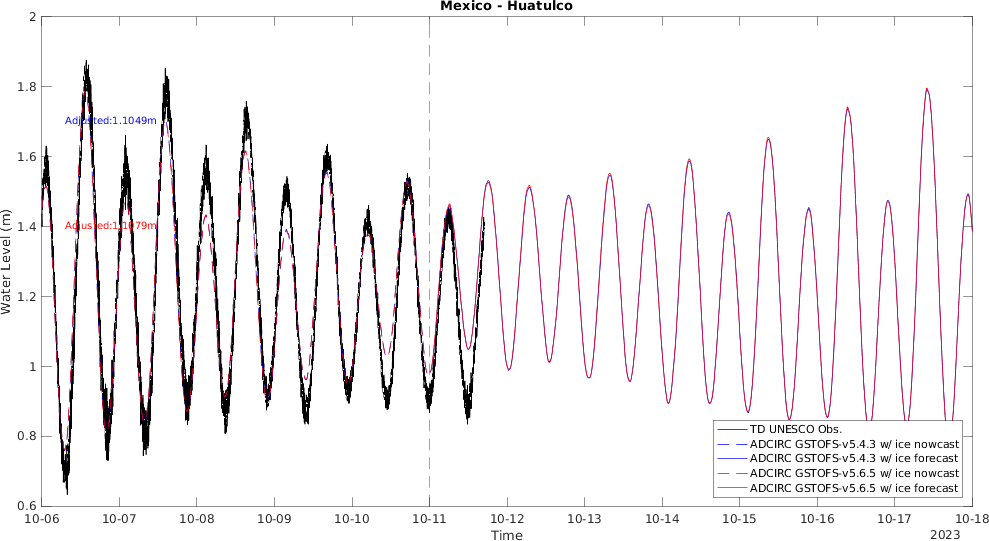 Mexico - Huatulco
2
1.8
1.6
1.4
1.2
1
0.8
0.6
Water Level (m)
Adjusted:1.1049m
Adjusted:1.1079m
10-06 10-07 10-08 10-09 10-10 10-11 10-12 10-13 10-14 10-15 10-16 10-17 10-18
Time
2023
TD UNESCO Obs.
ADCIRC GSTOFS-v5.4.3 w/ ice nowcast
ADCIRC GSTOFS-v5.4.3 w/ ice forecast
ADCIRC GSTOFS-v5.6.5 w/ ice nowcast
ADCIRC GSTOFS-v5.6.5 w/ ice forecast